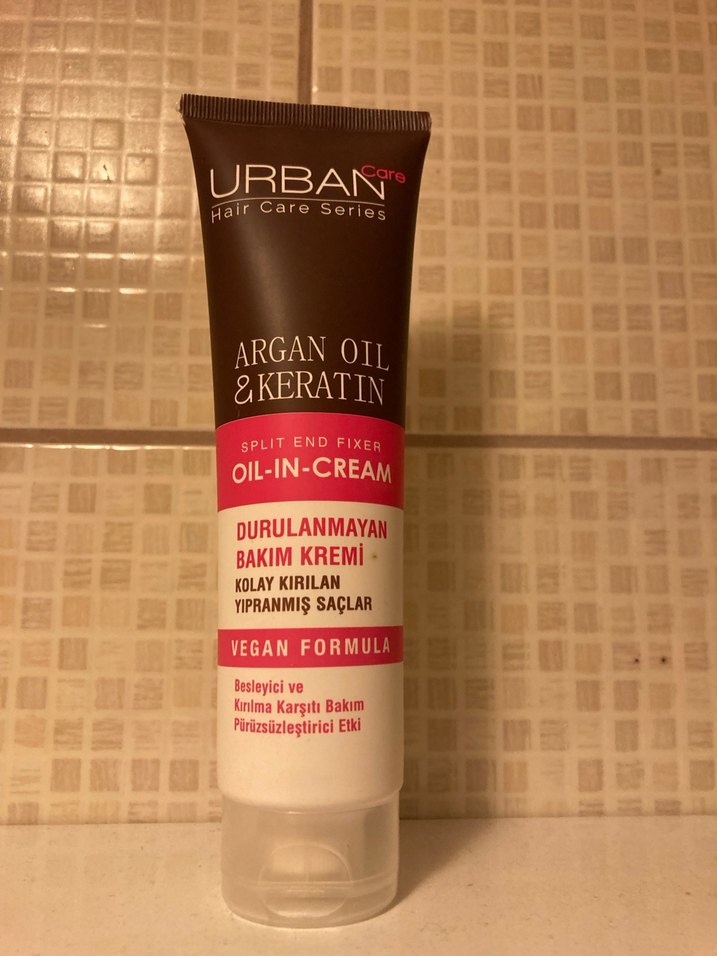 URBAN Care
Hair Care Series
ARGAN OIL
& KERATIN
SPLIT END FIXER
OIL-IN-CREAM
DURULANMAYAN
BAKIM KREMİ
KOLAY KIRILAN
YIPRANMIŞ SAÇLAR
VEGAN FORMULA
Besleyici ve
Kırılma Karşıtı Bakım
Pürüzsüzleştirici Etki